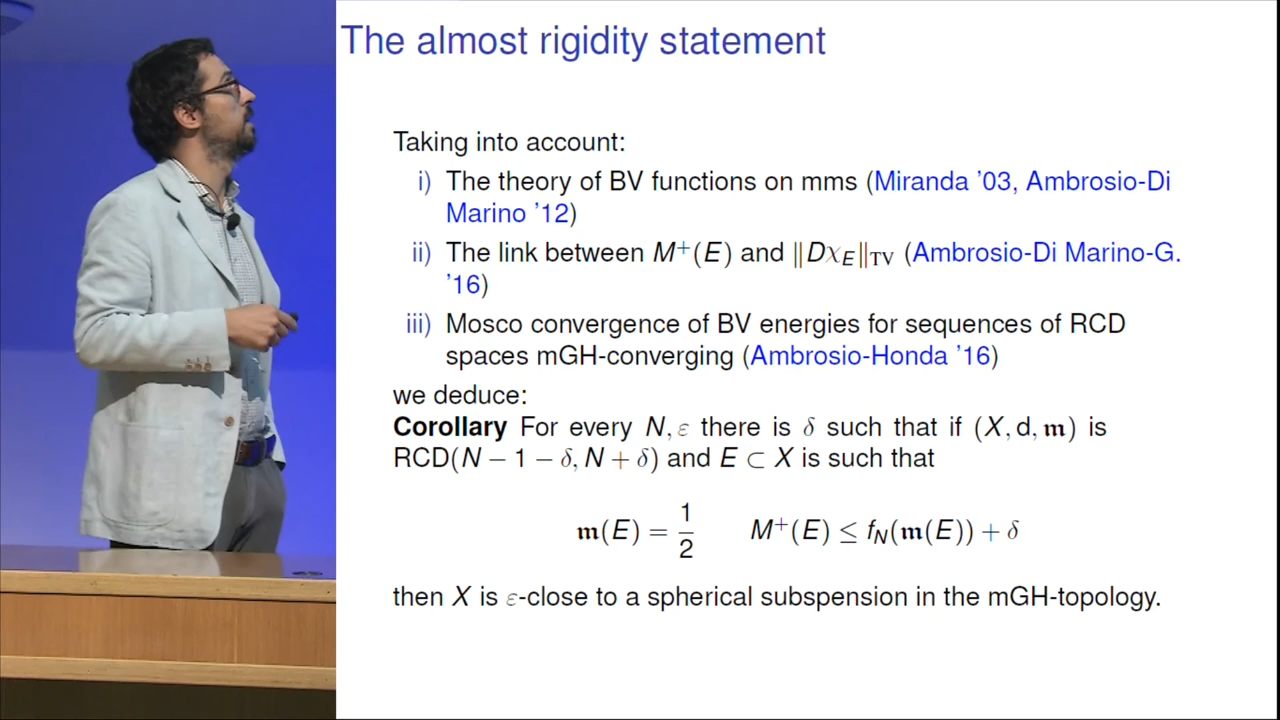 The almost rigidity statement
Taking into account:
i) The theory of BV functions on mms (Miranda '03, Ambrosio-Di
Marino '12)
ii) The link between M⁺(E) and ‖Dχ_E‖_TV (Ambrosio-Di Marino-G.
'16)
iii) Mosco convergence of BV energies for sequences of RCD
spaces mGH-converging (Ambrosio-Honda '16)
we deduce:
Corollary For every N, ε there is δ such that if (X, d, 𝔪) is
RCD(N − 1 − δ, N + δ) and E ⊂ X is such that
𝔪(E) = 1/2 M⁺(E) ≤ f_N(𝔪(E)) + δ
then X is ε-close to a spherical subspension in the mGH-topology.